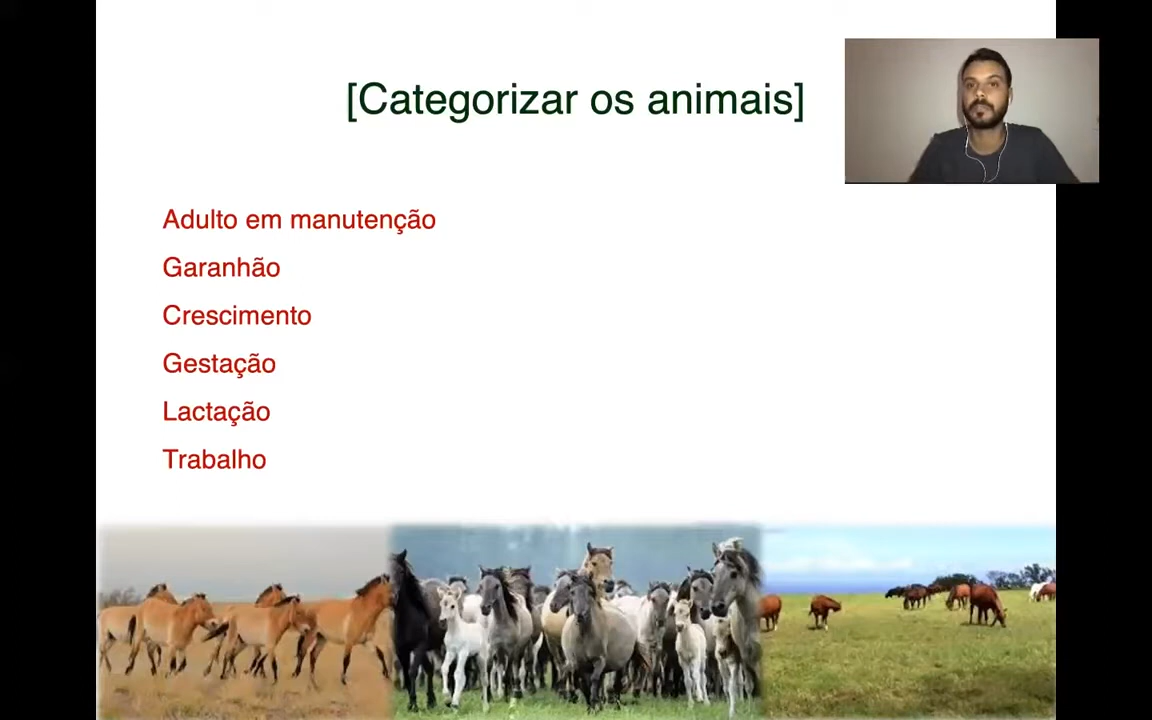 [Categorizar os animais]
Adulto em manutenção
Garanhão
Crescimento
Gestação
Lactação
Trabalho